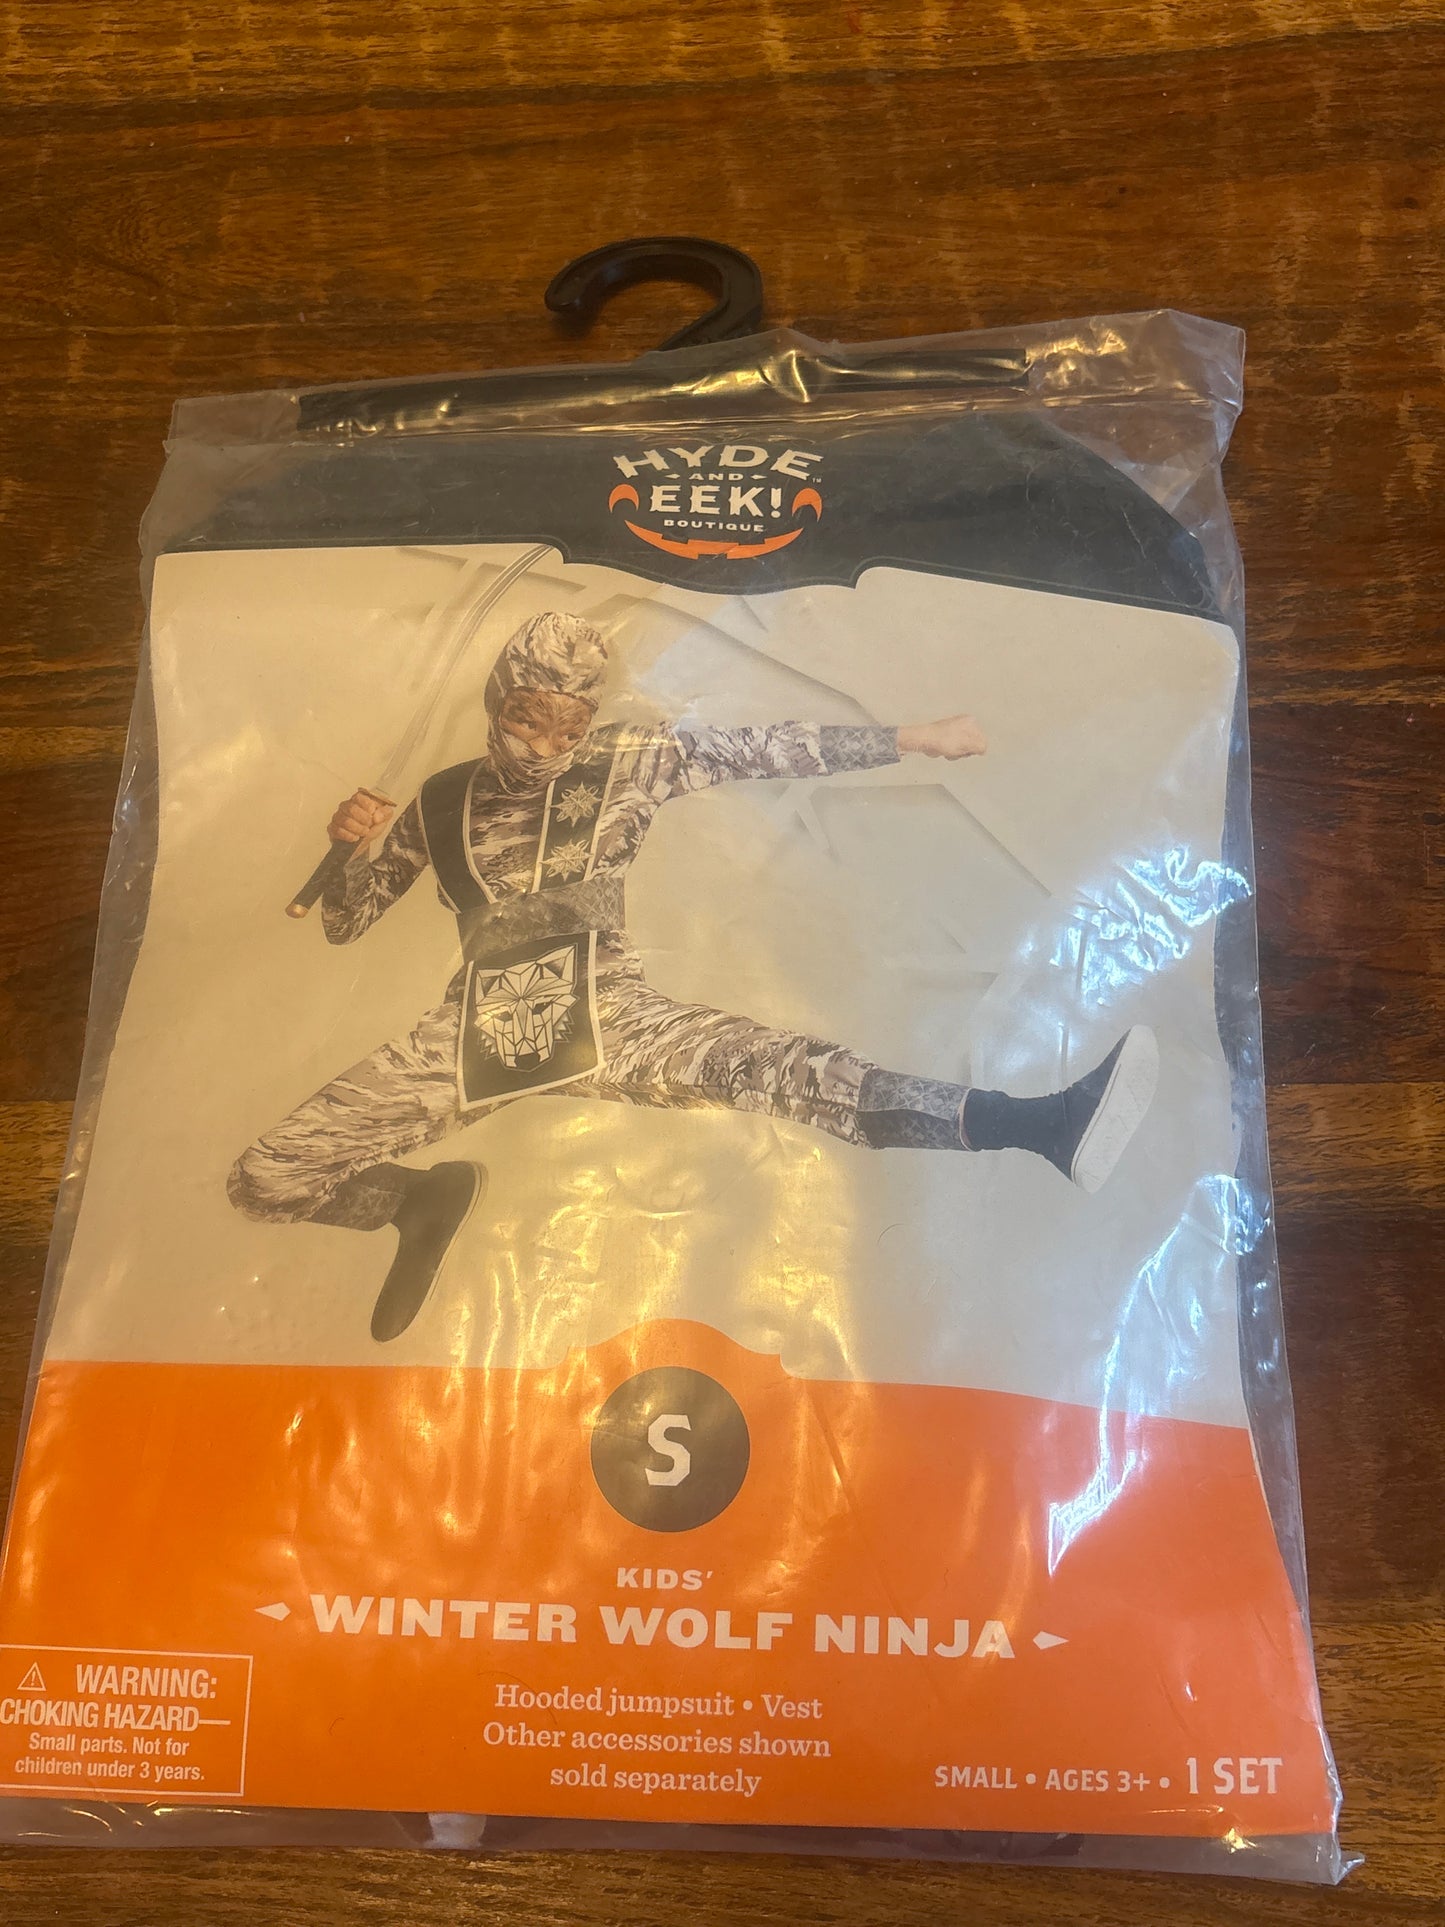 HYDE
AND
EEK!
BOUTIQUE
™
S
KIDS'
WINTER WOLF NINJA
Hooded jumpsuit • Vest
Other accessories shown
sold separately
⚠ WARNING:
CHOKING HAZARD—
Small parts. Not for
children under 3 years.
SMALL • AGES 3+ • 1 SET